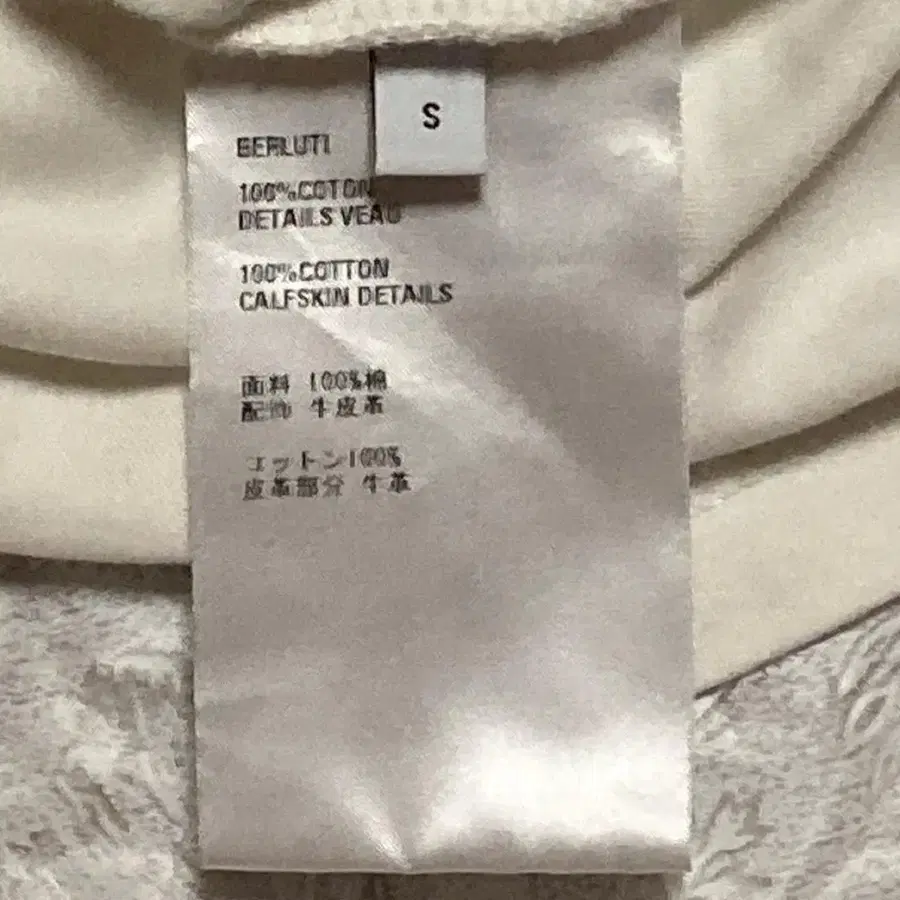 S
BERLUTI
100%COTON
DETAILS VEAU
100%COTTON
CALFSKIN DETAILS
面料 100%棉
配饰 牛皮革
コットン100%
皮革部分 牛革